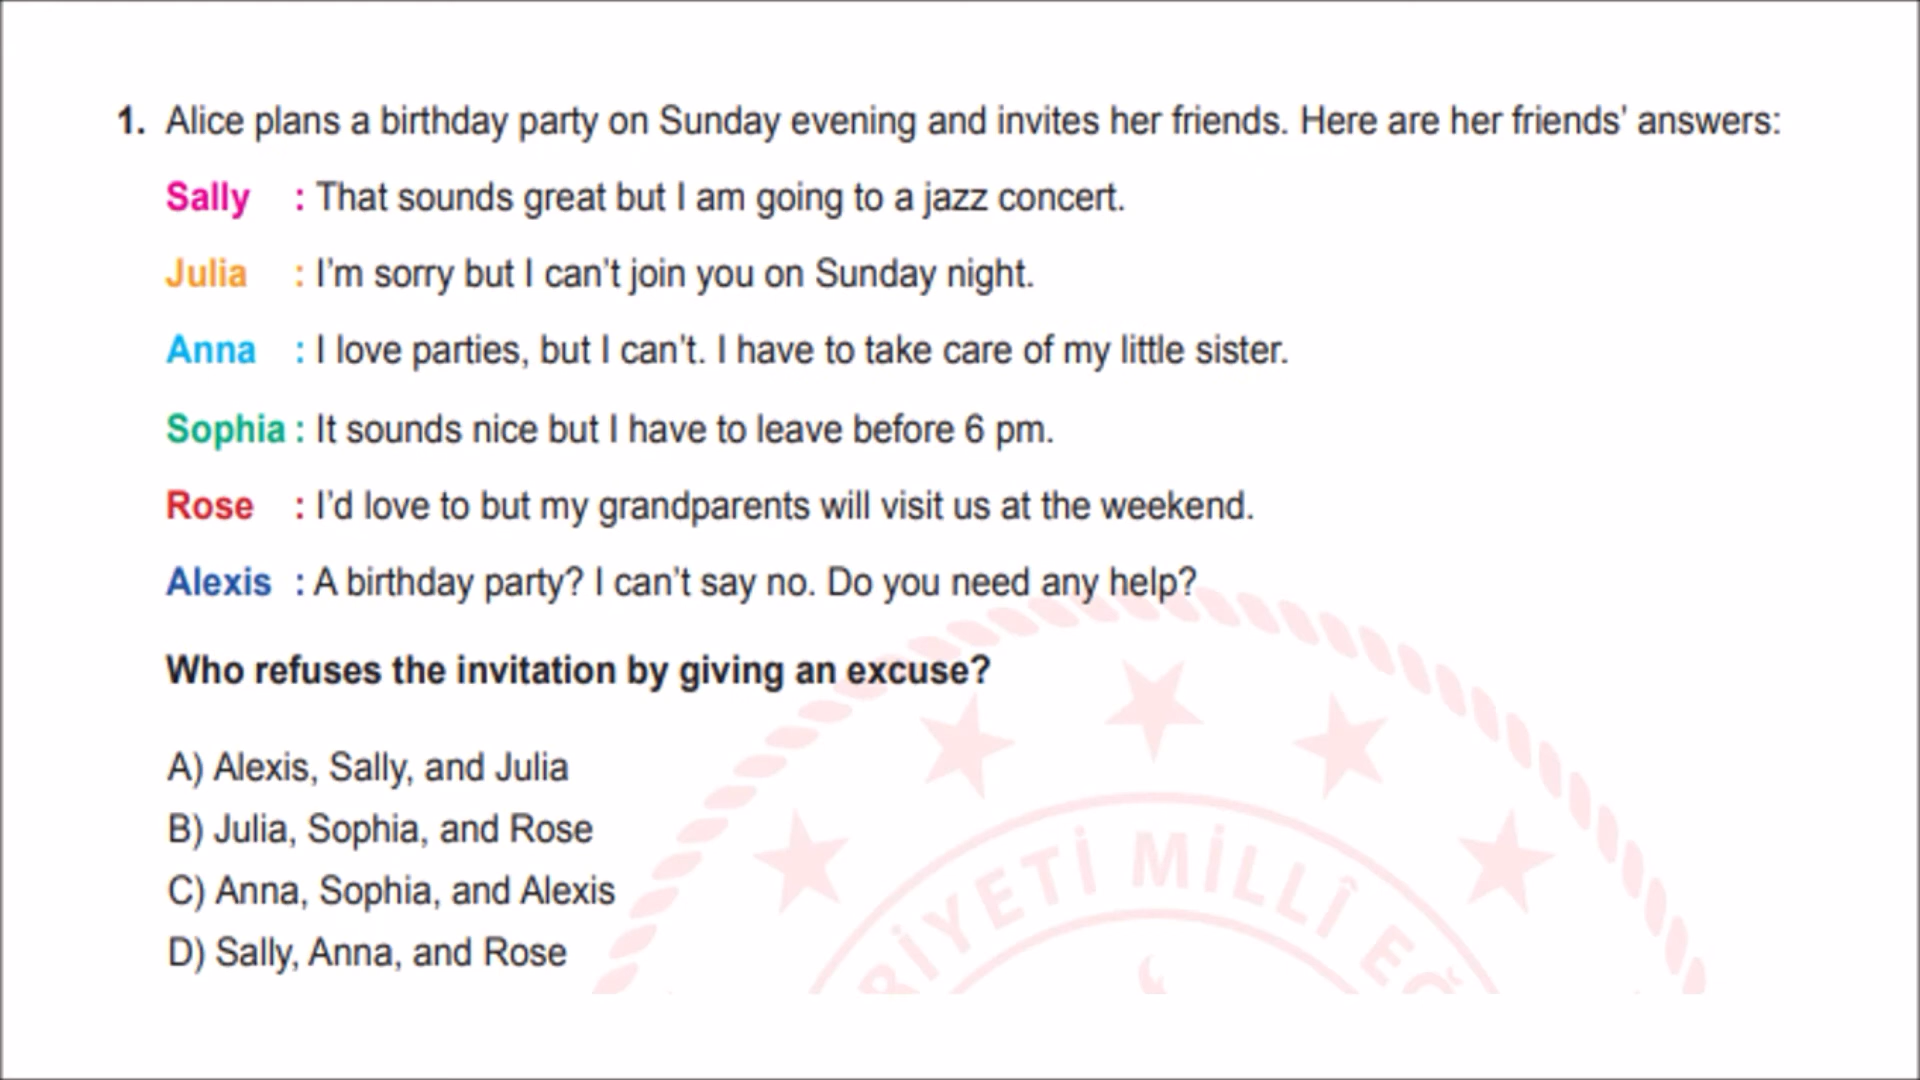 1. Alice plans a birthday party on Sunday evening and invites her friends. Here are her friends’ answers:
Sally : That sounds great but I am going to a jazz concert.
Julia : I’m sorry but I can’t join you on Sunday night.
Anna : I love parties, but I can’t. I have to take care of my little sister.
Sophia : It sounds nice but I have to leave before 6 pm.
Rose : I’d love to but my grandparents will visit us at the weekend.
Alexis : A birthday party? I can’t say no. Do you need any help?
Who refuses the invitation by giving an excuse?
A) Alexis, Sally, and Julia
B) Julia, Sophia, and Rose
C) Anna, Sophia, and Alexis
D) Sally, Anna, and Rose
MİLLÎ